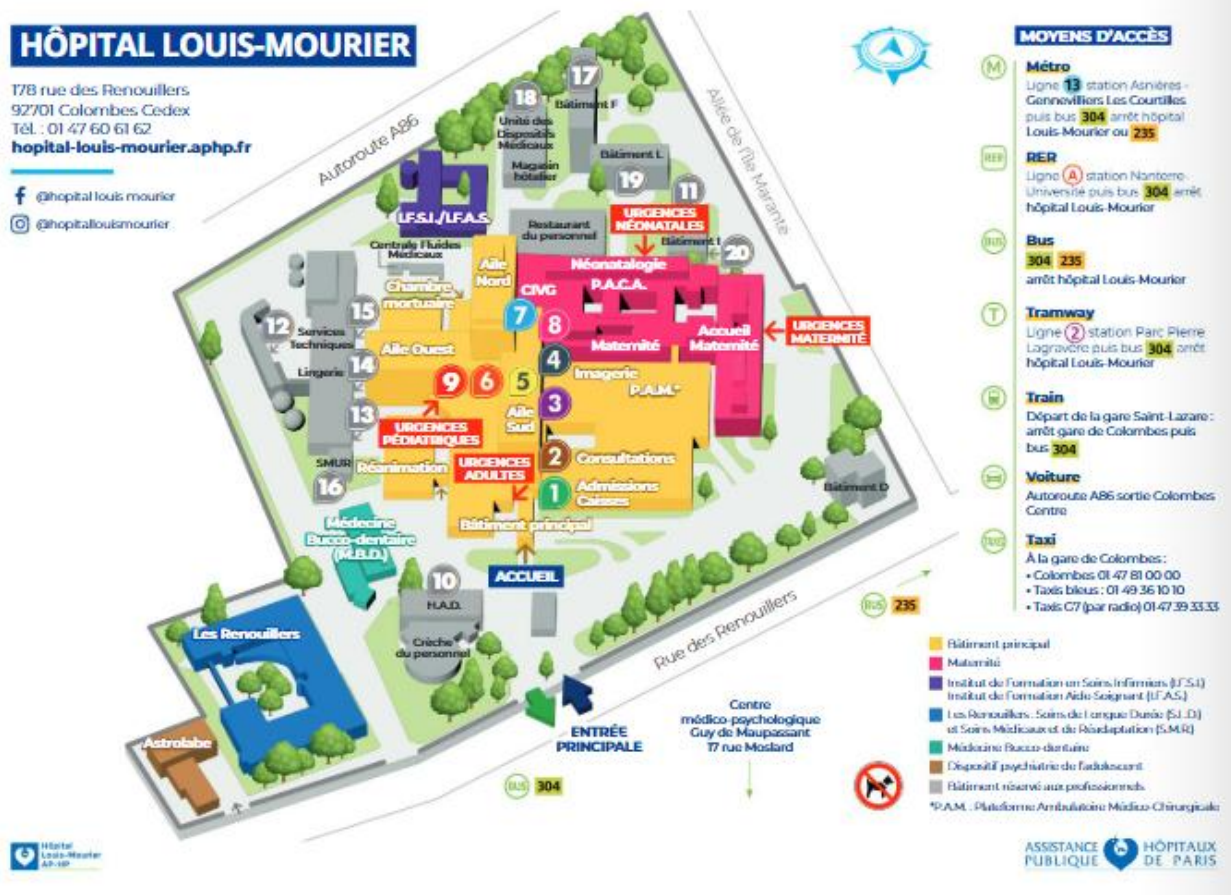 HÔPITAL LOUIS-MOURIER
178 rue des Renouillers
92701 Colombes Cedex
Tél. : 01 47 60 61 62
hopital-louis-mourier.aphp.fr
@hopital louis mourier
@hopitallouismourier
Autoroute A86
Allée de l'île Marante
Rue des Renouillers
17
Bâtiment F
18
Unité des
Dispositifs
Médicaux
Magasin
hôtelier
Bâtiment L
19
11
I.F.S.I./I.F.A.S.
Restaurant
du personnel
URGENCES
NÉONATALES
Bâtiment I
20
Centrale Fluides
Médicaux
Aile
Nord
Néonatalogie
Chambre
mortuaire
CIVG
P.A.C.A.
12
15
Services
Techniques
7
8
Accueil
Maternité
URGENCES
MATERNITÉ
Aile Ouest
Maternité
Lingerie
14
4
Imagerie
P.A.M.*
9
6
5
3
13
Aile
Sud
URGENCES
PÉDIATRIQUES
SMUR
Réanimation
URGENCES
ADULTES
2
Consultations
16
1
Admissions
Caisses
Bâtiment D
Médecine
Bucco-dentaire
(M.B.D.)
Bâtiment principal
ACCUEIL
10
H.A.D.
Crèche
du personnel
Les Renouillers
Astrolabe
ENTRÉE
PRINCIPALE
BUS 235
BUS 304
Centre
médico-psychologique
Guy de Maupassant
17 rue Moslard
MOYENS D'ACCÈS
M
Métro
Ligne 13 station Asnières -
Gennevilliers Les Courtilles
puis bus 304 arrêt hôpital
Louis-Mourier ou 235
RER
RER
Ligne A station Nanterre-
Université puis bus 304 arrêt
hôpital Louis-Mourier
BUS
Bus
304 235
arrêt hôpital Louis-Mourier
T
Tramway
Ligne 2 station Parc Pierre
Lagravère puis bus 304 arrêt
hôpital Louis-Mourier
Train
Départ de la gare Saint-Lazare :
arrêt gare de Colombes puis
bus 304
Voiture
Autoroute A86 sortie Colombes
Centre
TAXI
Taxi
À la gare de Colombes :
• Colombes 01 47 81 00 00
• Taxis bleus : 01 49 36 10 10
• Taxis G7 (par radio) 01 47 39 33 33
Bâtiment principal
Maternité
Institut de Formation en Soins Infirmiers (I.F.S.I.)
Institut de Formation Aide-Soignant (I.F.A.S.)
Les Renouillers : Soins de Longue Durée (S.L.D.)
et Soins Médicaux et de Réadaptation (S.M.R.)
Médecine Bucco-dentaire
Dispositif psychiatrie de l'adolescent
Bâtiment réservé aux professionnels
*P.A.M. : Plateforme Ambulatoire Médico-Chirurgicale
Hôpital
Louis-Mourier
AP-HP
ASSISTANCE
PUBLIQUE
HÔPITAUX
DE PARIS